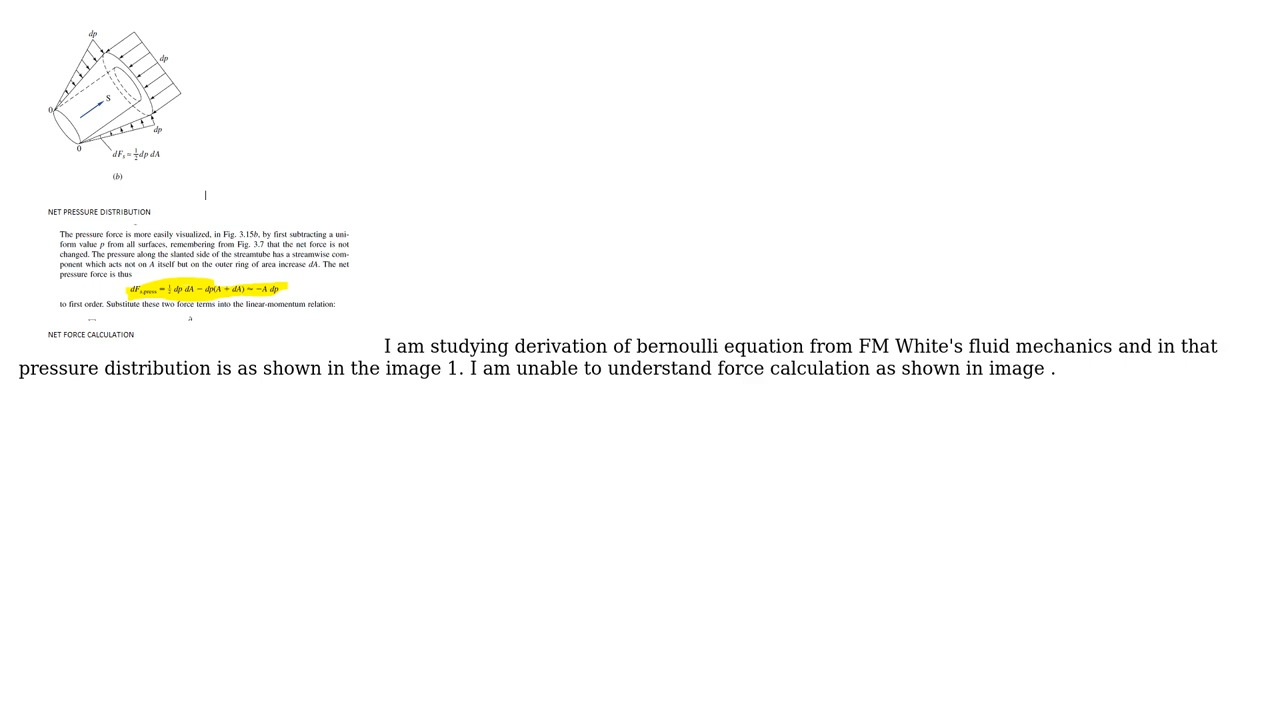 dp
dp
S
0
dp
0
dFₛ ≈ ½ dp dA
(b)
NET PRESSURE DISTRIBUTION
The pressure force is more easily visualized, in Fig. 3.15b, by first subtracting a uni-
form value p from all surfaces, remembering from Fig. 3.7 that the net force is not
changed. The pressure along the slanted side of the streamtube has a streamwise com-
ponent which acts not on A itself but on the outer ring of area increase dA. The net
pressure force is thus
dFₛ,press = ½ dp dA − dp(A + dA) ≈ −A dp
to first order. Substitute these two force terms into the linear-momentum relation:
NET FORCE CALCULATION
I am studying derivation of bernoulli equation from FM White's fluid mechanics and in that
pressure distribution is as shown in the image 1. I am unable to understand force calculation as shown in image .